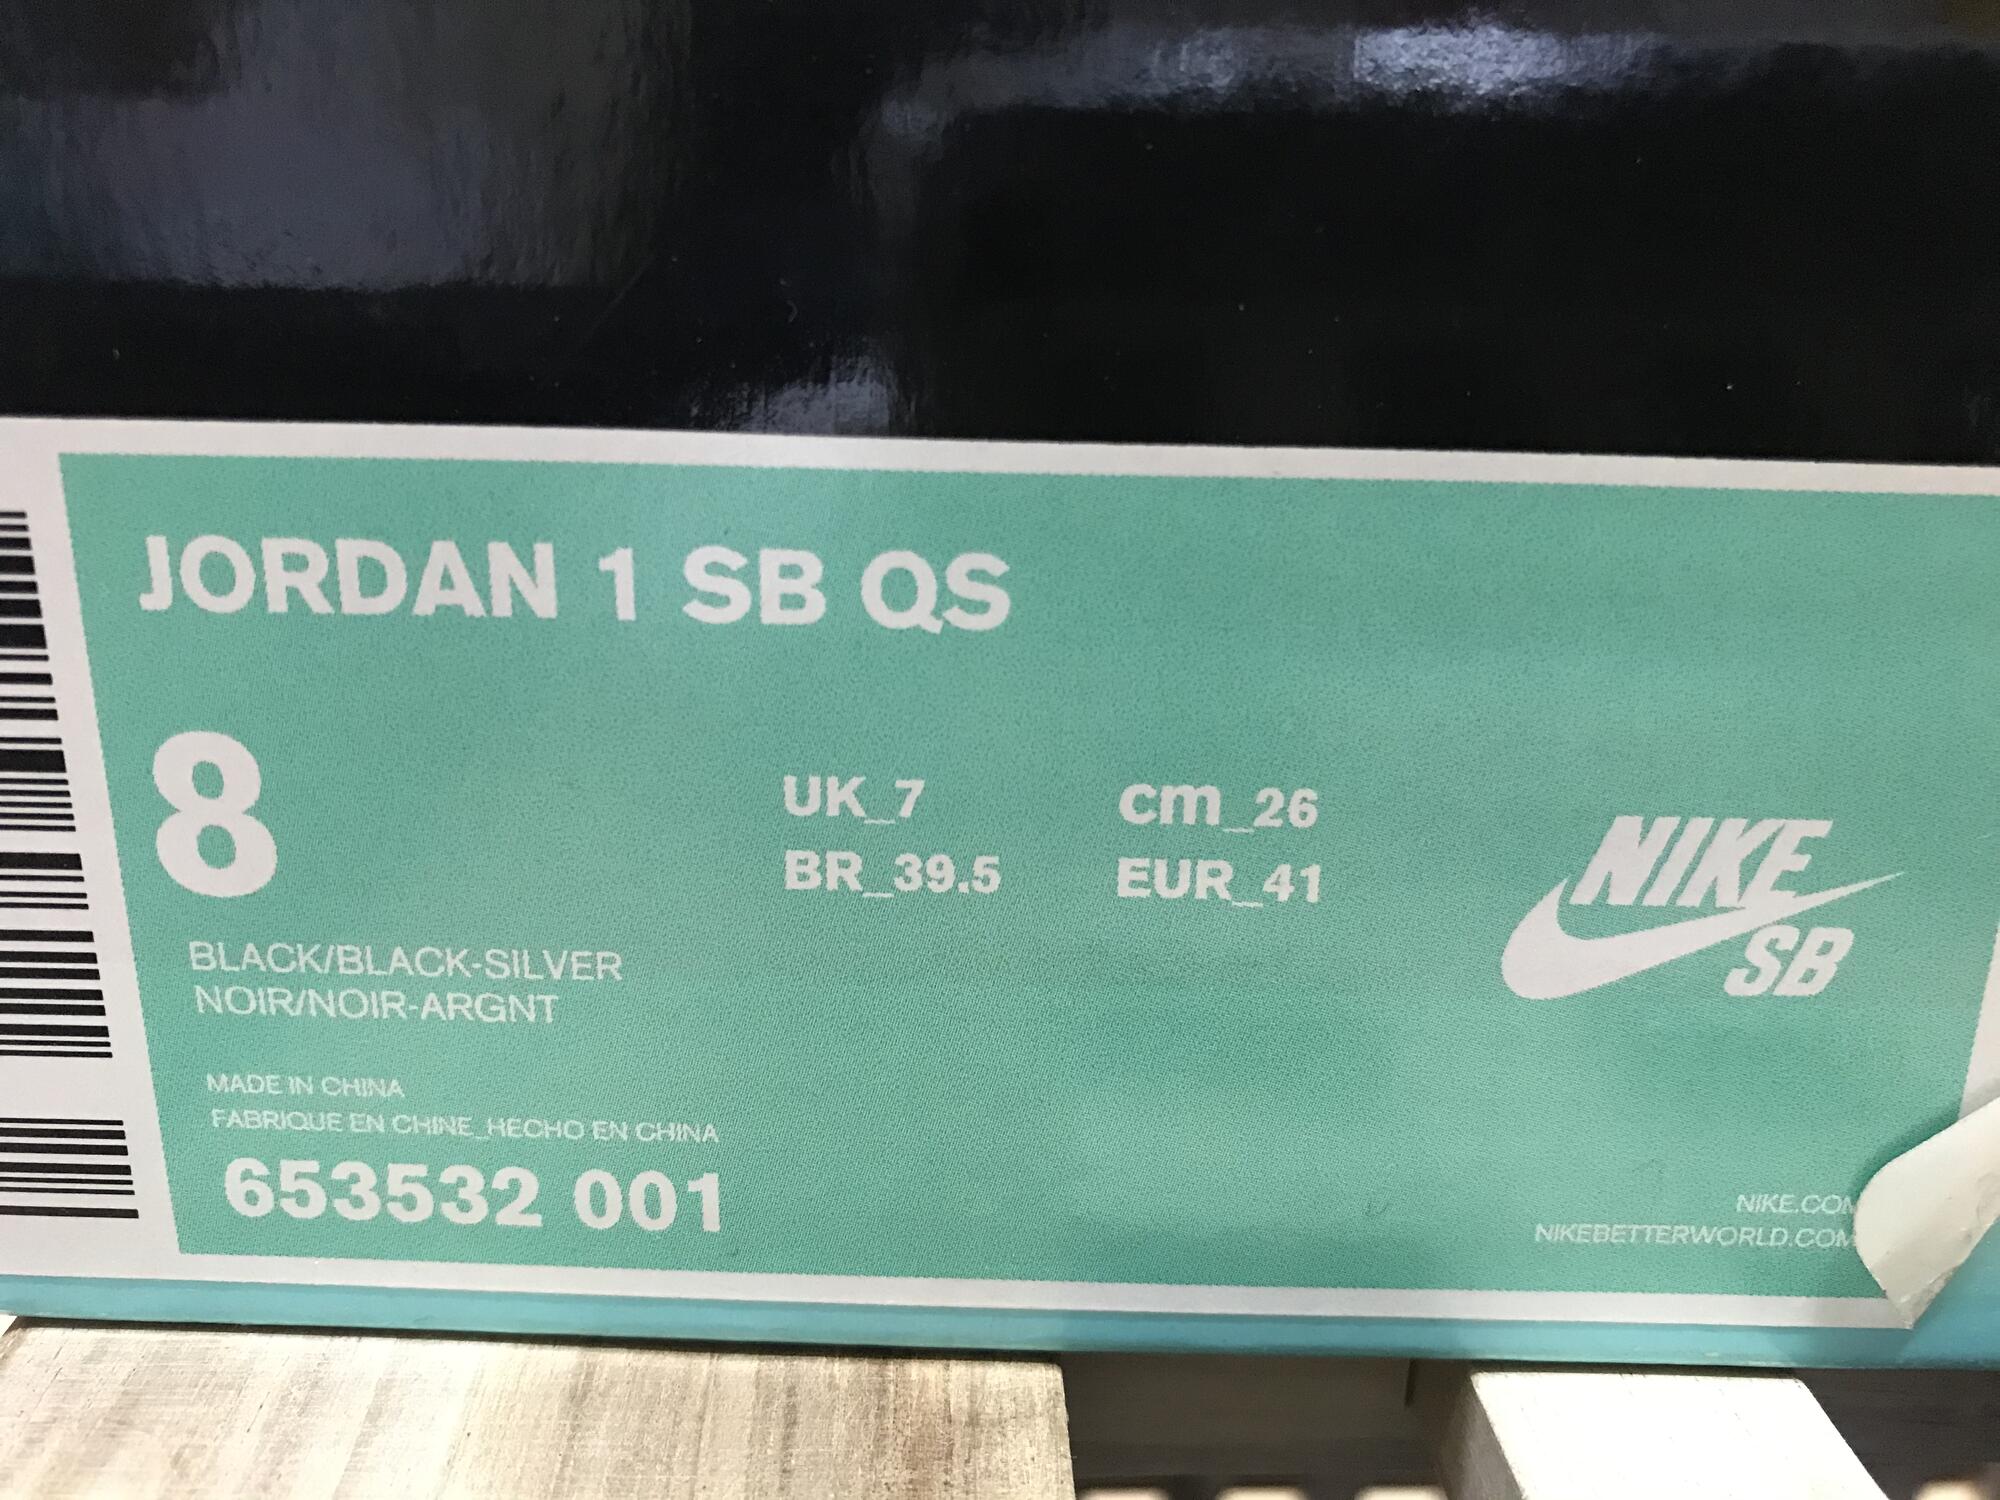 JORDAN 1 SB QS
8
UK_7
cm_26
BR_39.5
EUR_41
NIKE
SB
BLACK/BLACK-SILVER
NOIR/NOIR-ARGNT
MADE IN CHINA
FABRIQUE EN CHINE_HECHO EN CHINA
653532 001
NIKE.COM
NIKEBETTERWORLD.COM